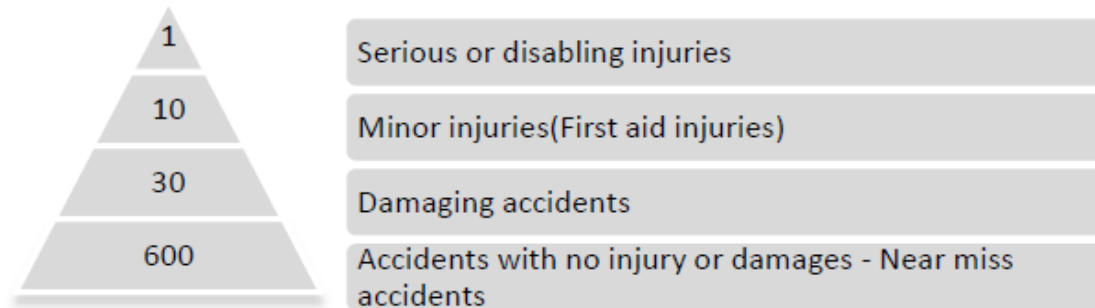 1
Serious or disabling injuries
10
Minor injuries(First aid injuries)
30
Damaging accidents
600
Accidents with no injury or damages - Near miss
accidents